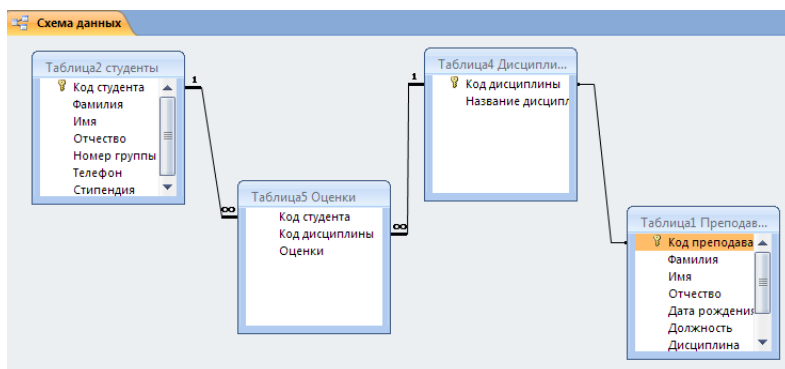 Схема данных
Таблица2 студенты
Код студента
Фамилия
Имя
Отчество
Номер группы
Телефон
Стипендия
1
∞
Таблица5 Оценки
Код студента
Код дисциплины
Оценки
1
∞
Таблица4 Дисципли...
Код дисциплины
Название дисципл
Таблица1 Преподав...
Код преподава
Фамилия
Имя
Отчество
Дата рождения
Должность
Дисциплина